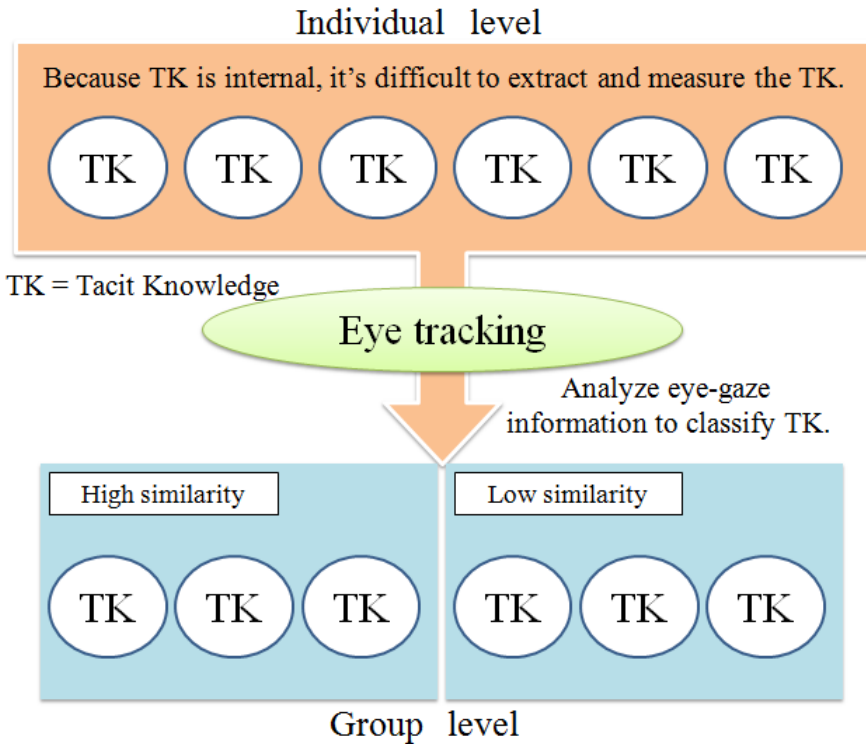 Individual level
Because TK is internal, it’s difficult to extract and measure the TK.
TK TK TK TK TK TK
TK = Tacit Knowledge
Eye tracking
Analyze eye-gaze
information to classify TK.
High similarity
Low similarity
TK TK TK TK TK TK
Group level